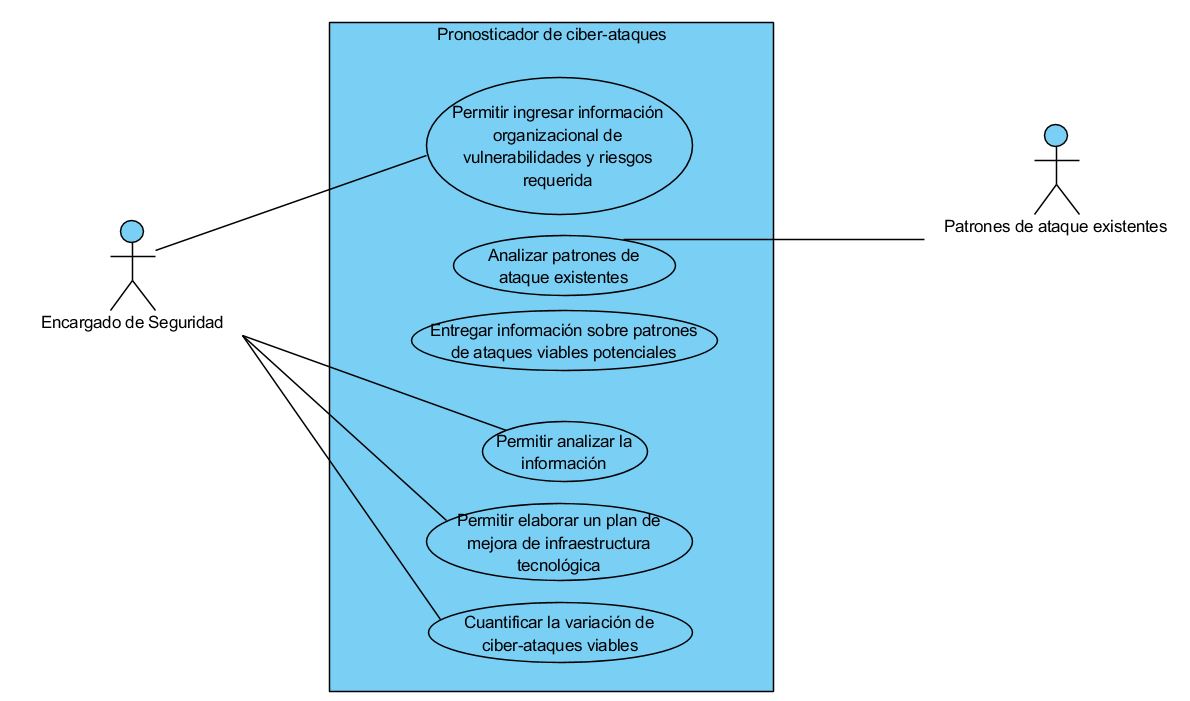 Pronosticador de ciber-ataques
Permitir ingresar información
organizacional de
vulnerabilidades y riesgos
requerida
Patrones de ataque existentes
Analizar patrones de
ataque existentes
Encargado de Seguridad
Entregar información sobre patrones
de ataques viables potenciales
Permitir analizar la
información
Permitir elaborar un plan de
mejora de infraestructura
tecnológica
Cuantificar la variación de
ciber-ataques viables